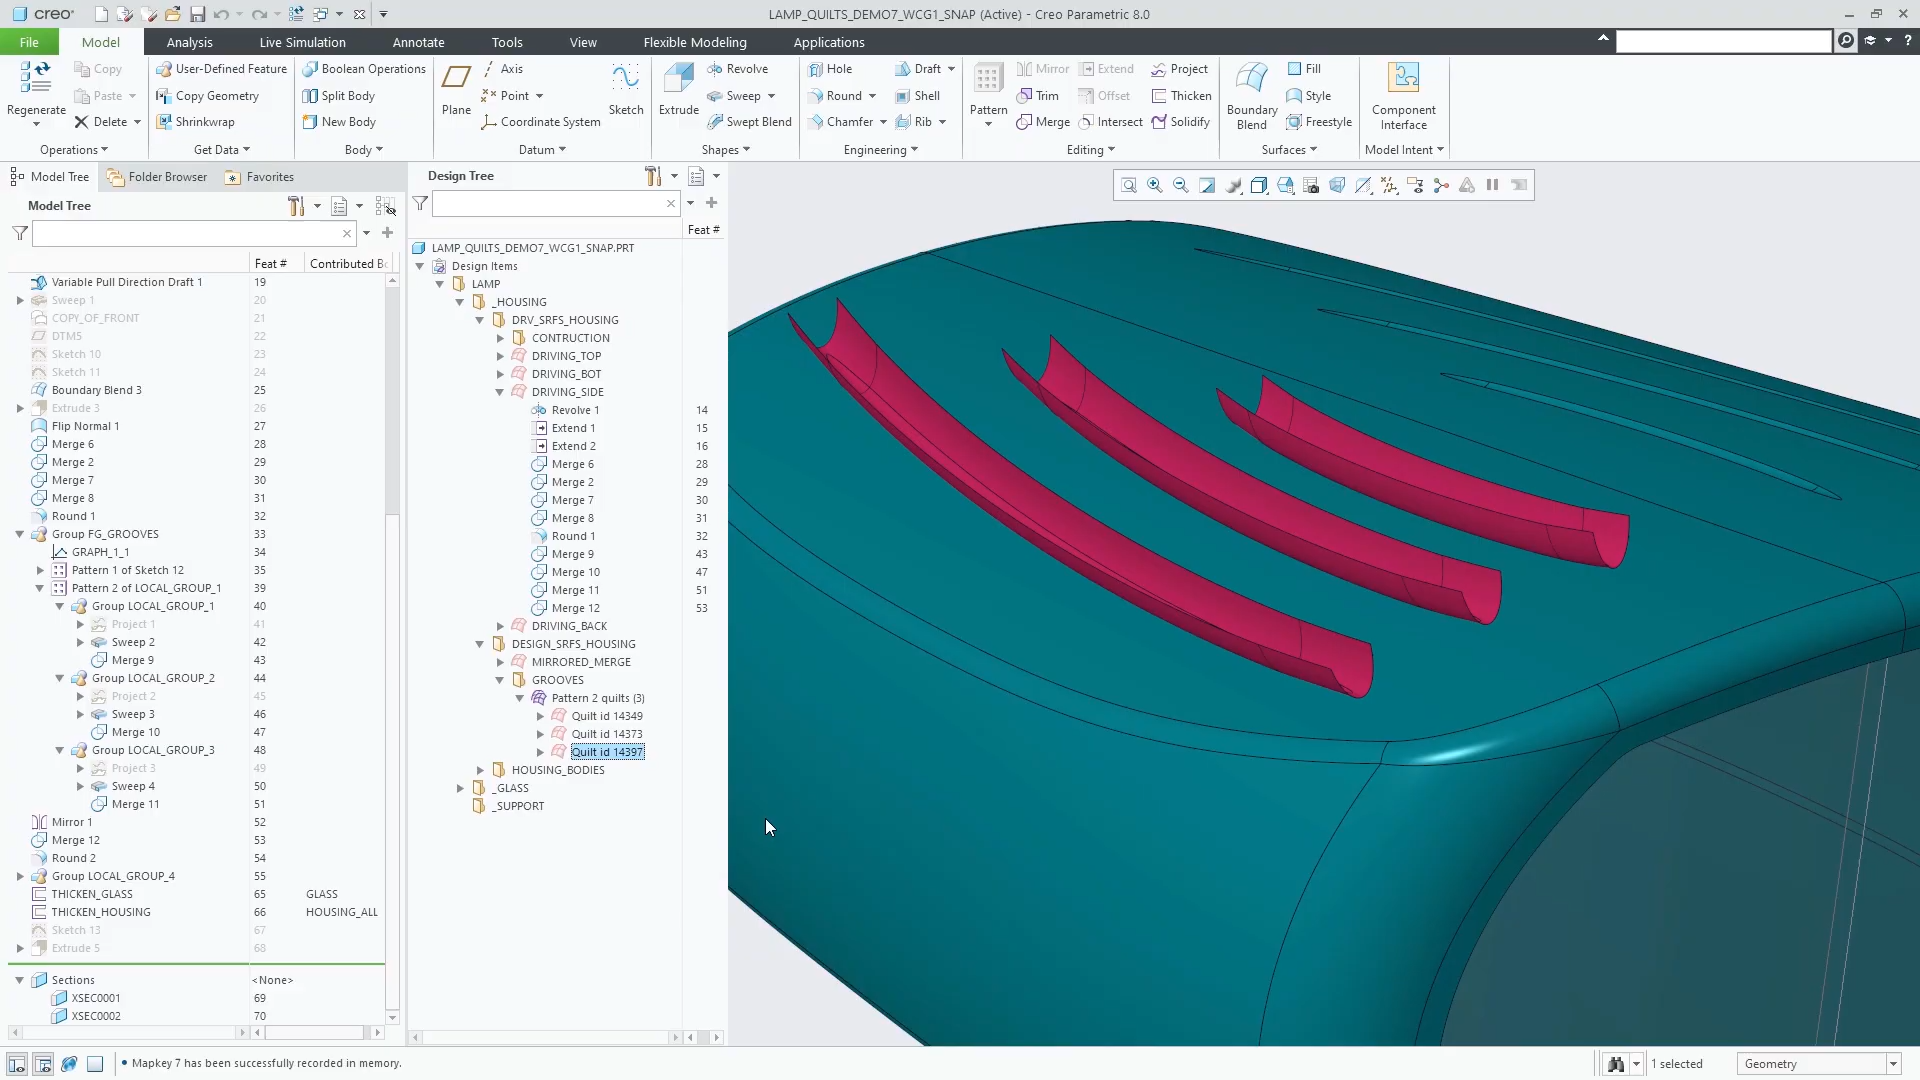 creo
LAMP_QUILTS_DEMO7_WCG1_SNAP (Active) - Creo Parametric 8.0
File Model Analysis Live Simulation Annotate Tools View Flexible Modeling Applications
Regenerate
Copy
Paste
Delete
Operations
User-Defined Feature
Copy Geometry
Shrinkwrap
Get Data
Boolean Operations
Split Body
New Body
Body
Plane
Axis
Point
Coordinate System
Sketch
Datum
Extrude
Revolve
Sweep
Swept Blend
Shapes
Hole
Round
Chamfer
Draft
Shell
Rib
Engineering
Pattern
Mirror
Trim
Merge
Extend
Offset
Intersect
Project
Thicken
Solidify
Editing
Boundary
Blend
Fill
Style
Freestyle
Surfaces
Component
Interface
Model Intent
Model Tree Folder Browser Favorites
Model Tree
Feat # Contributed Bc
Variable Pull Direction Draft 1 19
Sweep 1 20
COPY_OF_FRONT 21
DTM5 22
Sketch 10 23
Sketch 11 24
Boundary Blend 3 25
Extrude 3 26
Flip Normal 1 27
Merge 6 28
Merge 2 29
Merge 7 30
Merge 8 31
Round 1 32
Group FG_GROOVES 33
GRAPH_1_1 34
Pattern 1 of Sketch 12 35
Pattern 2 of LOCAL_GROUP_1 39
Group LOCAL_GROUP_1 40
Project 1 41
Sweep 2 42
Merge 9 43
Group LOCAL_GROUP_2 44
Project 2 45
Sweep 3 46
Merge 10 47
Group LOCAL_GROUP_3 48
Project 3 49
Sweep 4 50
Merge 11 51
Mirror 1 52
Merge 12 53
Round 2 54
Group LOCAL_GROUP_4 55
THICKEN_GLASS 65 GLASS
THICKEN_HOUSING 66 HOUSING_ALL
Sketch 13 67
Extrude 5 68
Sections <None>
XSEC0001 69
XSEC0002 70
Design Tree
Feat #
LAMP_QUILTS_DEMO7_WCG1_SNAP.PRT
Design Items
LAMP
_HOUSING
DRV_SRFS_HOUSING
CONTRUCTION
DRIVING_TOP
DRIVING_BOT
DRIVING_SIDE
Revolve 1 14
Extend 1 15
Extend 2 16
Merge 6 28
Merge 2 29
Merge 7 30
Merge 8 31
Round 1 32
Merge 9 43
Merge 10 47
Merge 11 51
Merge 12 53
DRIVING_BACK
DESIGN_SRFS_HOUSING
MIRRORED_MERGE
GROOVES
Pattern 2 quilts (3)
Quilt id 14349
Quilt id 14373
Quilt id 14397
HOUSING_BODIES
_GLASS
_SUPPORT
• Mapkey 7 has been successfully recorded in memory.
1 selected
Geometry